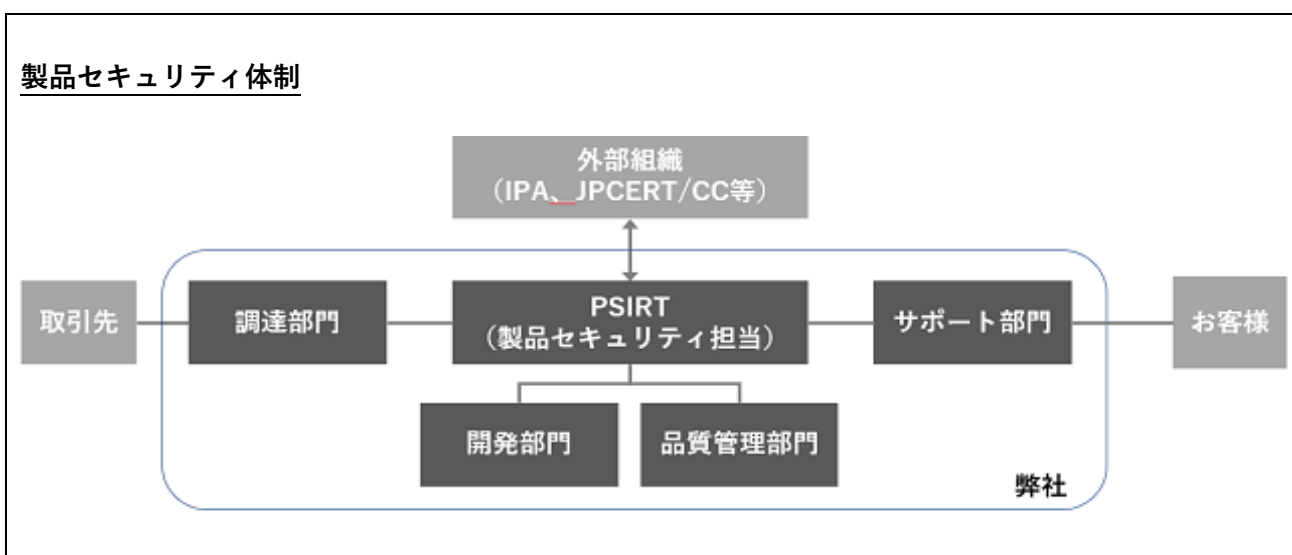 製品セキュリティ体制
外部組織
（IPA、JPCERT/CC等）
取引先
調達部門
PSIRT
（製品セキュリティ担当）
サポート部門
お客様
開発部門
品質管理部門
弊社